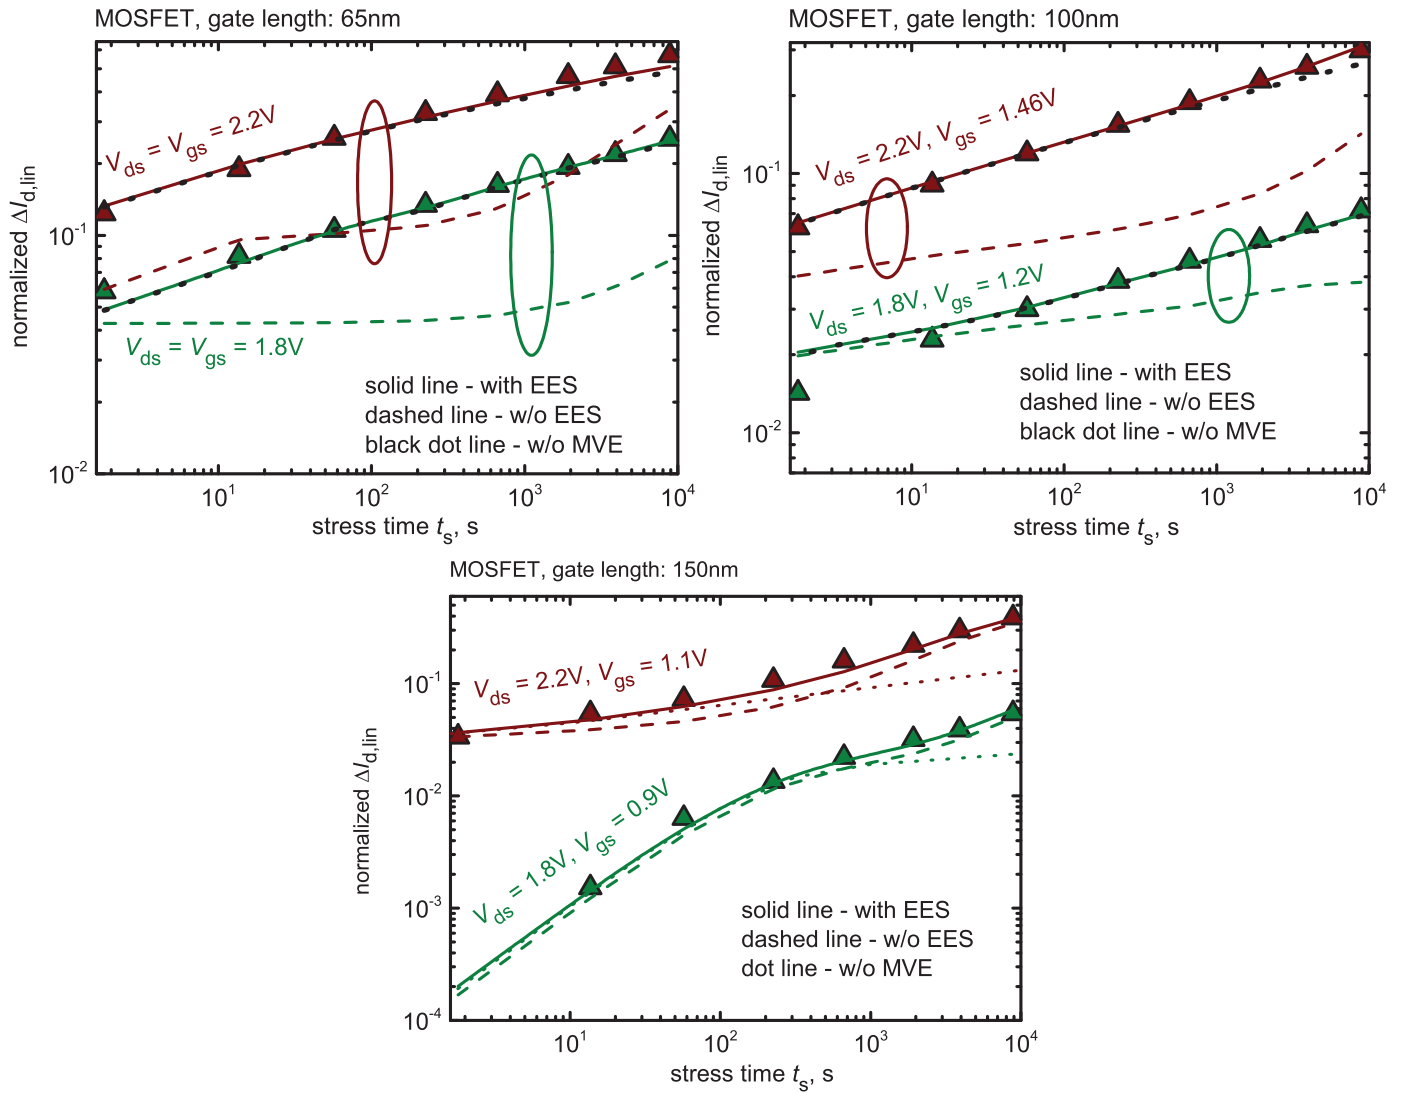 MOSFET, gate length: 65nm
normalized ΔI_d,lin
V_ds = V_gs = 2.2V
V_ds = V_gs = 1.8V
solid line - with EES
dashed line - w/o EES
black dot line - w/o MVE
10^-1
10^-2
10^1 10^2 10^3 10^4
stress time t_s, s
MOSFET, gate length: 100nm
normalized ΔI_d,lin
V_ds = 2.2V, V_gs = 1.46V
V_ds = 1.8V, V_gs = 1.2V
solid line - with EES
dashed line - w/o EES
black dot line - w/o MVE
10^-1
10^-2
10^1 10^2 10^3 10^4
stress time t_s, s
MOSFET, gate length: 150nm
normalized ΔI_d,lin
V_ds = 2.2V, V_gs = 1.1V
V_ds = 1.8V, V_gs = 0.9V
solid line - with EES
dashed line - w/o EES
dot line - w/o MVE
10^-1
10^-2
10^-3
10^-4
10^1 10^2 10^3 10^4
stress time t_s, s